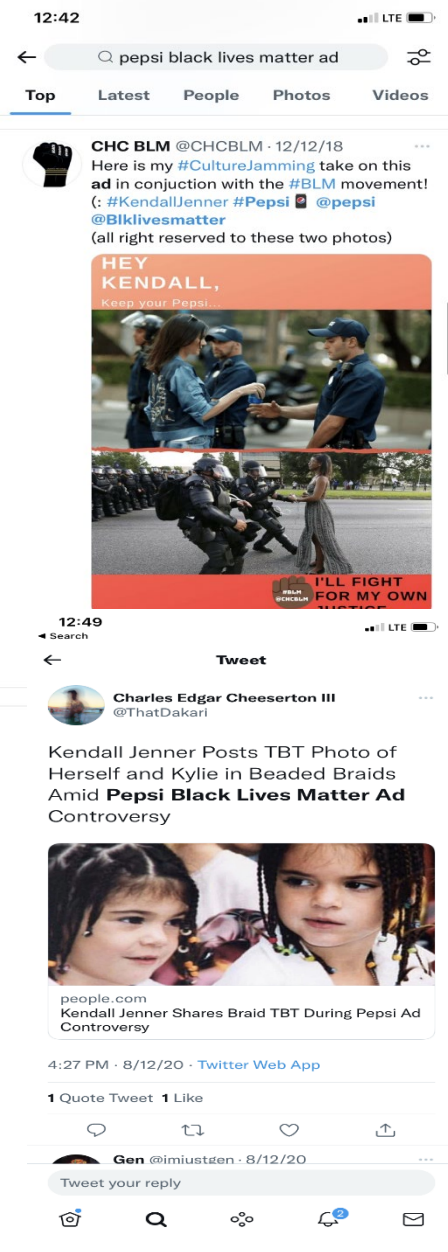 12:42
LTE
pepsi black lives matter ad
Top Latest People Photos Videos
CHC BLM @CHCBLM · 12/12/18
Here is my #CultureJamming take on this
ad in conjuction with the #BLM movement!
(: #KendallJenner #Pepsi @pepsi
@Blklivesmatter
(all right reserved to these two photos)
HEY
KENDALL,
Keep your Pepsi...
#BLM
@CHCBLM
I'LL FIGHT
FOR MY OWN
JUSTICE
12:49
LTE
◄ Search
Tweet
Charles Edgar Cheeserton III
@ThatDakari
Kendall Jenner Posts TBT Photo of
Herself and Kylie in Beaded Braids
Amid Pepsi Black Lives Matter Ad
Controversy
people.com
Kendall Jenner Shares Braid TBT During Pepsi Ad
Controversy
4:27 PM · 8/12/20 · Twitter Web App
1 Quote Tweet 1 Like
Gen @imjustgen · 8/12/20
Tweet your reply
2